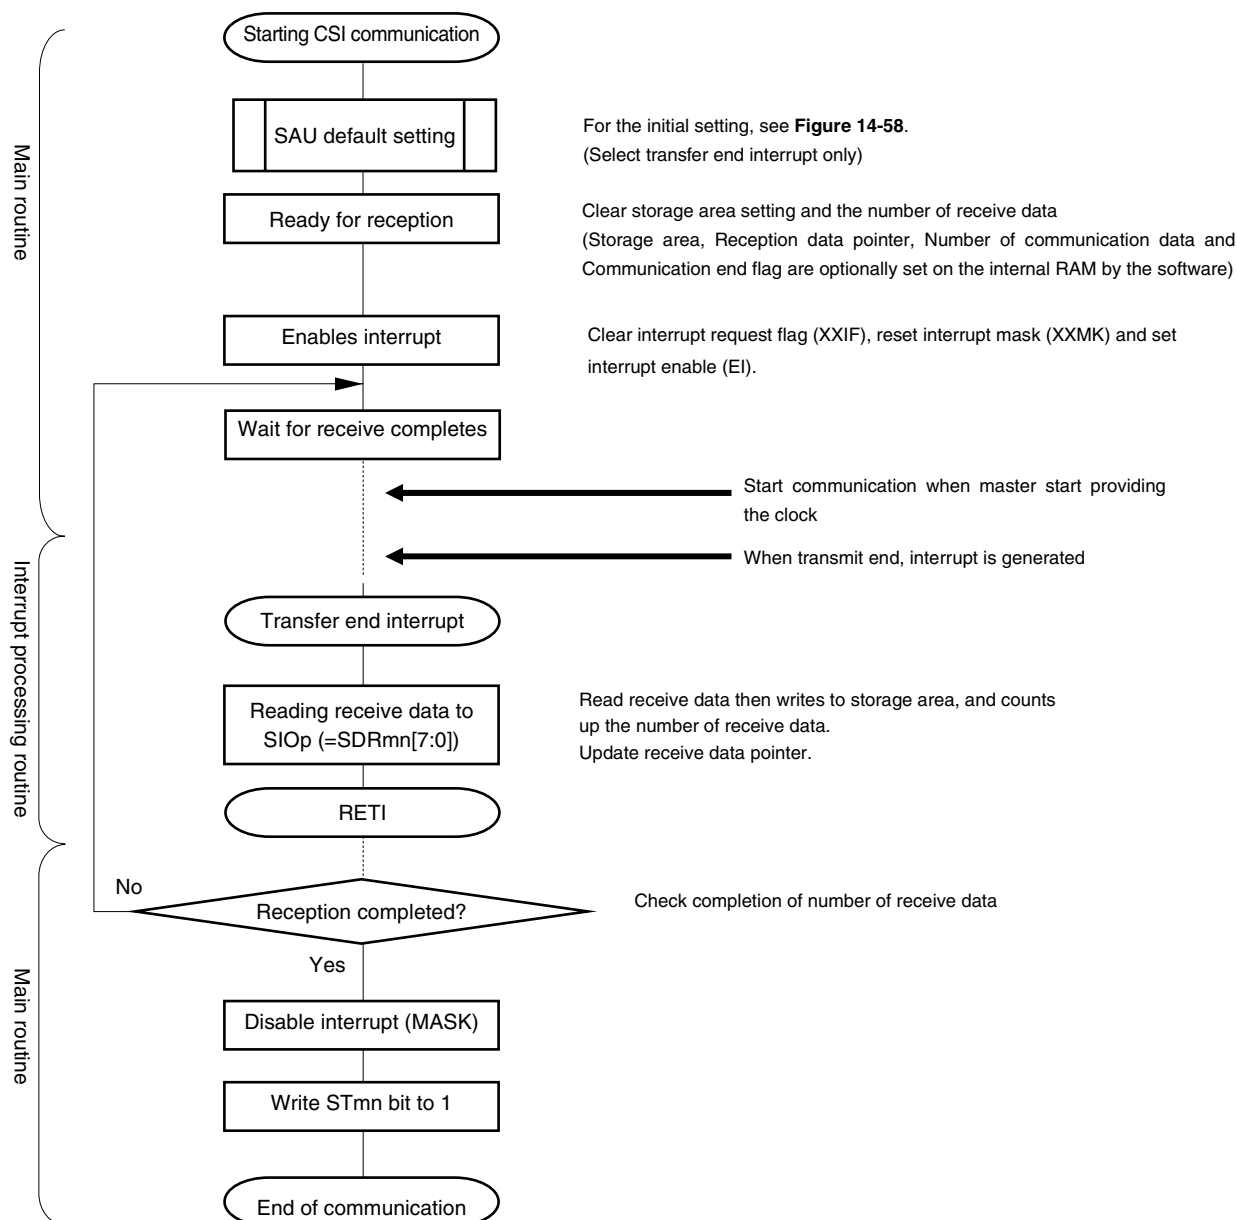 Starting CSI communication
Main routine
SAU default setting
For the initial setting, see Figure 14-58.
(Select transfer end interrupt only)
Ready for reception
Clear storage area setting and the number of receive data
(Storage area, Reception data pointer, Number of communication data and
Communication end flag are optionally set on the internal RAM by the software)
Enables interrupt
Clear interrupt request flag (XXIF), reset interrupt mask (XXMK) and set
interrupt enable (EI).
Wait for receive completes
Start communication when master start providing
the clock
When transmit end, interrupt is generated
Interrupt processing routine
Transfer end interrupt
Reading receive data to
SIOp (=SDRmn[7:0])
Read receive data then writes to storage area, and counts
up the number of receive data.
Update receive data pointer.
RETI
No
Reception completed?
Check completion of number of receive data
Yes
Main routine
Disable interrupt (MASK)
Write STmn bit to 1
End of communication